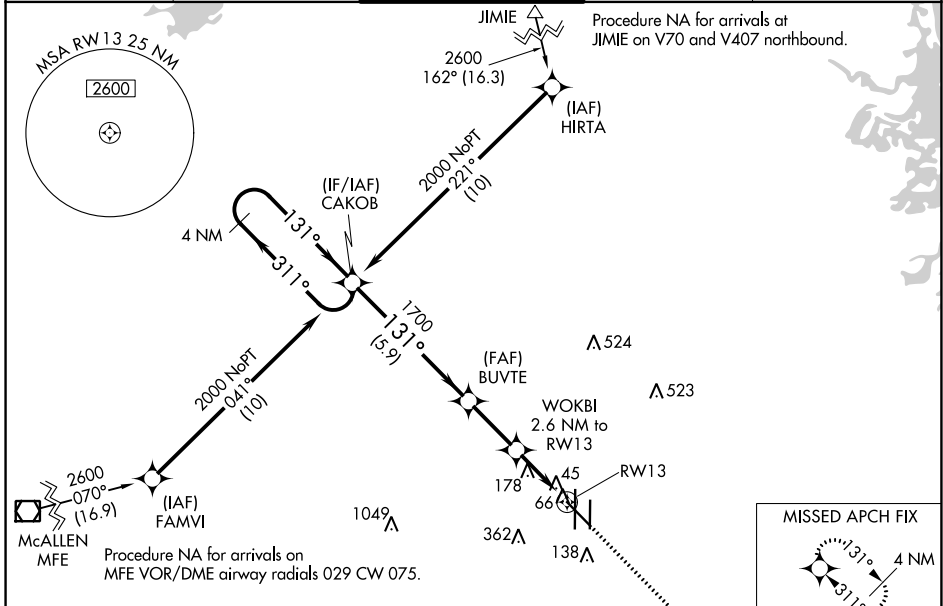 MSA RW 13 25 NM
2600
JIMIE
Procedure NA for arrivals at
JIMIE on V70 and V407 northbound.
2600
162° (16.3)
(IAF)
HIRTA
2000 NoPT
221°
(10)
(IF/IAF)
CAKOB
4 NM
131°
311°
1700
131°
(5.9)
2000 NoPT
041°
(10)
(FAF)
BUVTE
524
523
WOKBI
2.6 NM to
RW13
178
45
66
RW13
2600
070°
(16.9)
(IAF)
FAMVI
McALLEN
MFE
1049
362
138
Procedure NA for arrivals on
MFE VOR/DME airway radials 029 CW 075.
MISSED APCH FIX
131°
4 NM
311°